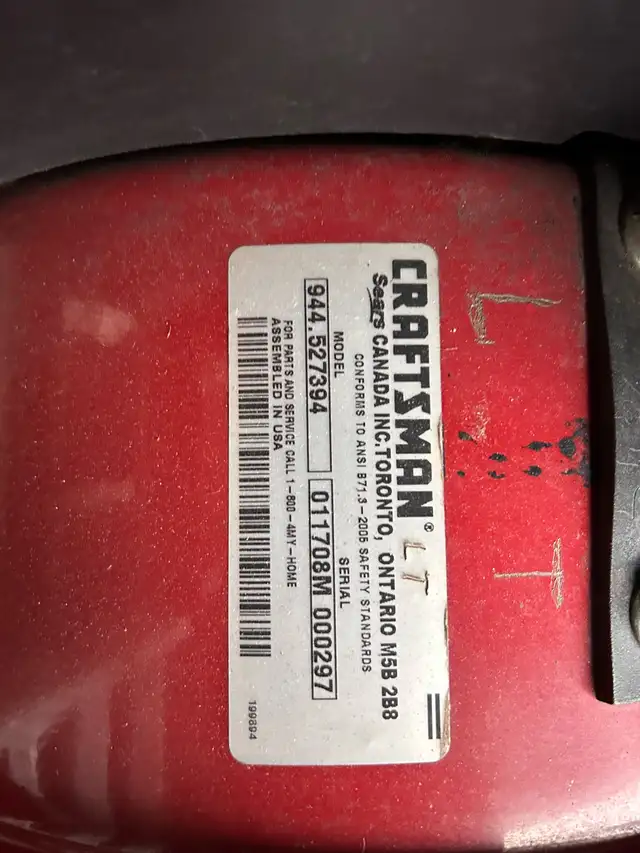 CRAFTSMAN®
Sears CANADA INC. TORONTO, ONTARIO M5B 2B8
CONFORMS TO ANSI B71.3-2005 SAFETY STANDARDS
MODEL SERIAL
944.527394 011708M 000297
FOR PARTS AND SERVICE CALL 1-800-4MY-HOME
ASSEMBLED IN USA
199894
L T
L T